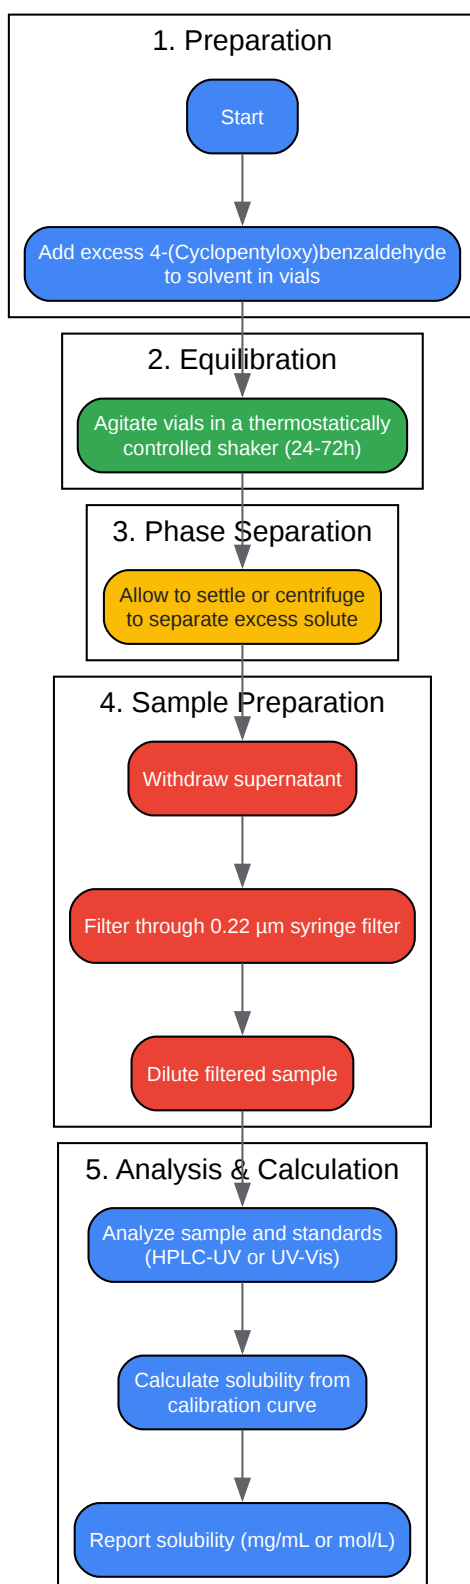 1. Preparation
Start
Add excess 4-(Cyclopentyloxy)benzaldehyde
to solvent in vials
2. Equilibration
Agitate vials in a thermostatically
controlled shaker (24-72h)
3. Phase Separation
Allow to settle or centrifuge
to separate excess solute
4. Sample Preparation
Withdraw supernatant
Filter through 0.22 µm syringe filter
Dilute filtered sample
5. Analysis & Calculation
Analyze sample and standards
(HPLC-UV or UV-Vis)
Calculate solubility from
calibration curve
Report solubility (mg/mL or mol/L)